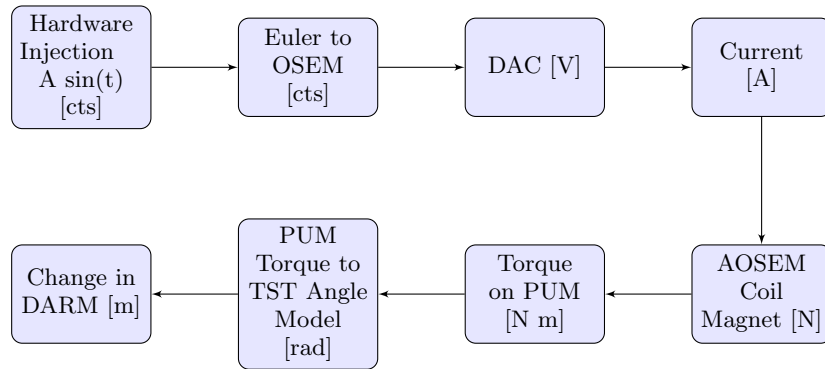 Hardware
Injection
A sin(t)
[cts]
Euler to
OSEM
[cts]
DAC [V]
Current
[A]
AOSEM
Coil
Magnet [N]
Torque
on PUM
[N m]
PUM
Torque to
TST Angle
Model
[rad]
Change in
DARM [m]